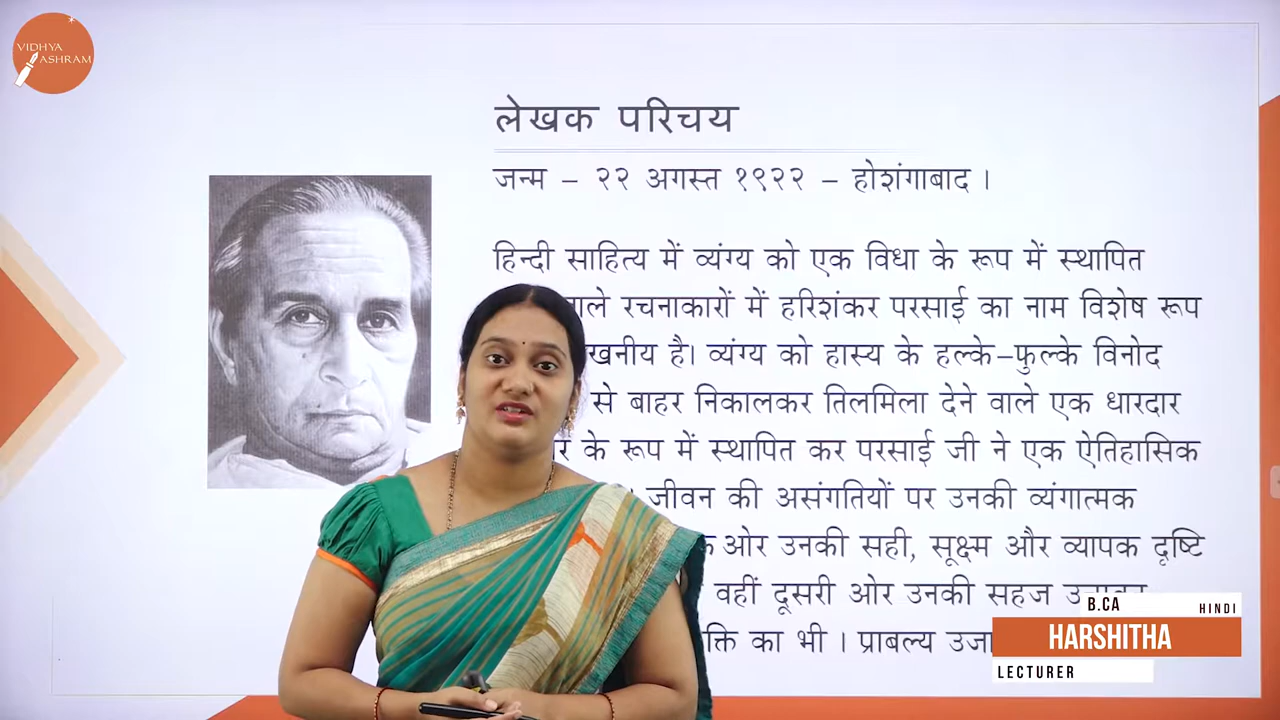 VIDHYA
ASHRAM
लेखक परिचय
जन्म – २२ अगस्त १९२२ – होशंगाबाद ।
हिन्दी साहित्य में व्यंग्य को एक विधा के रूप में स्थापित
रचनाकारों में हरिशंकर परसाई का नाम विशेष रूप
है। व्यंग्य को हास्य के हल्के–फुल्के विनोद
से बाहर निकालकर तिलमिला देने वाले एक धारदार
के रूप में स्थापित कर परसाई जी ने एक ऐतिहासिक
जीवन की असंगतियों पर उनकी व्यंगात्मक
ओर उनकी सही, सूक्ष्म और व्यापक दृष्टि
वहीं दूसरी ओर उनकी सहज
का भी । प्राबल्य
B.CA
HINDI
HARSHITHA
LECTURER